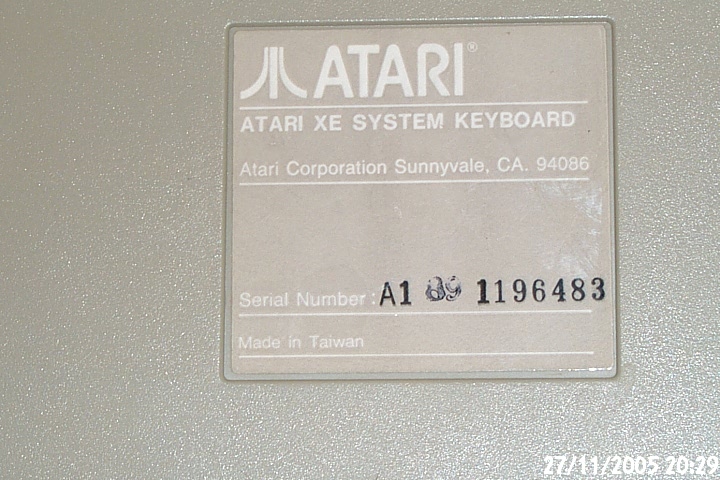 ATARI®
ATARI XE SYSTEM KEYBOARD
Atari Corporation Sunnyvale, CA. 94086
Serial Number: A1 89 1196483
Made in Taiwan
27/11/2005 20:29